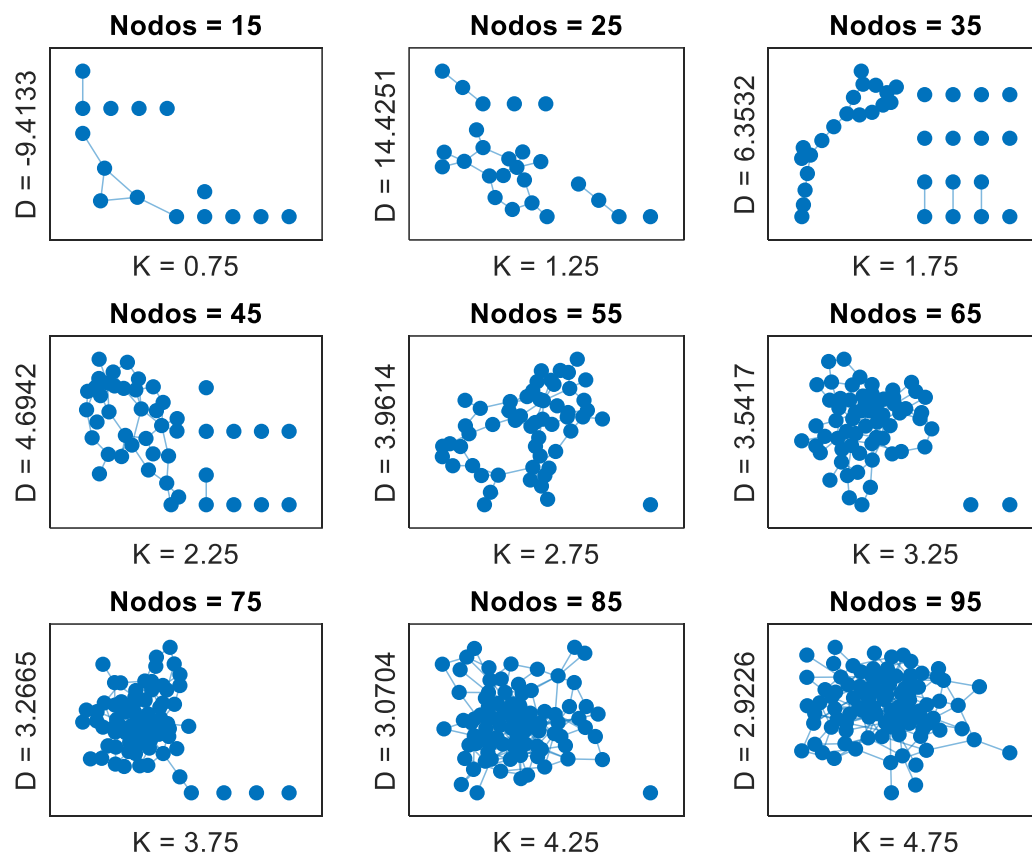 Nodos = 15
D = -9.4133
K = 0.75
Nodos = 25
D = 14.4251
K = 1.25
Nodos = 35
D = 6.3532
K = 1.75
Nodos = 45
D = 4.6942
K = 2.25
Nodos = 55
D = 3.9614
K = 2.75
Nodos = 65
D = 3.5417
K = 3.25
Nodos = 75
D = 3.2665
K = 3.75
Nodos = 85
D = 3.0704
K = 4.25
Nodos = 95
D = 2.9226
K = 4.75